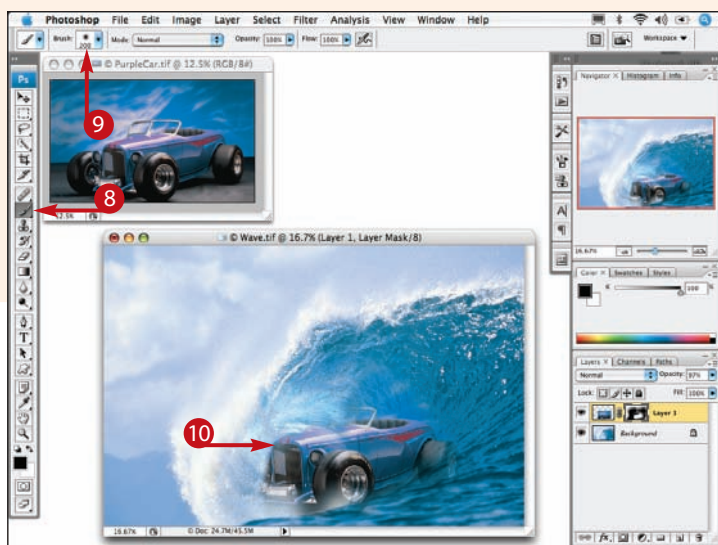 Photoshop File Edit Image Layer Select Filter Analysis View Window Help
Brush: 200 Mode: Normal Opacity: 100% Flow: 100% Workspace
Ps
© PurpleCar.tif @ 12.5% (RGB/8#)
9
8
12.5%
Navigator Histogram Info
16.67%
© Wave.tif @ 16.7% (Layer 1, Layer Mask/8)
10
16.67% © Doc: 24.7M/45.5M
Color Swatches Styles
K 100 %
Layers Channels Paths
Normal Opacity: 97%
Lock: Fill: 100%
Layer 1
Background